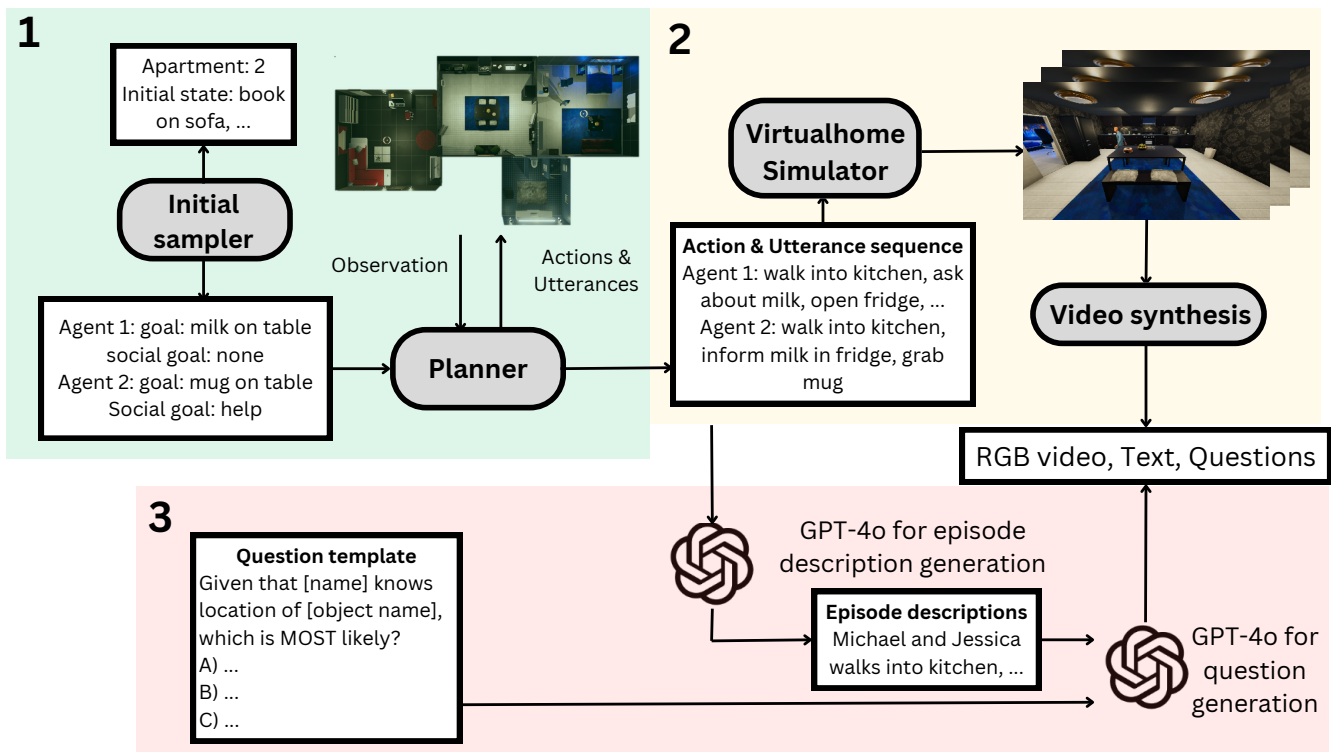 1
Apartment: 2
Initial state: book
on sofa, ...
Initial
sampler
Agent 1: goal: milk on table
social goal: none
Agent 2: goal: mug on table
Social goal: help
Observation
Actions &
Utterances
Planner
2
Virtualhome
Simulator
Action & Utterance sequence
Agent 1: walk into kitchen, ask
about milk, open fridge, ...
Agent 2: walk into kitchen,
inform milk in fridge, grab
mug
Video synthesis
RGB video, Text, Questions
3
Question template
Given that [name] knows
location of [object name],
which is MOST likely?
A) ...
B) ...
C) ...
GPT-4o for episode
description generation
Episode descriptions
Michael and Jessica
walks into kitchen, ...
GPT-4o for
question
generation